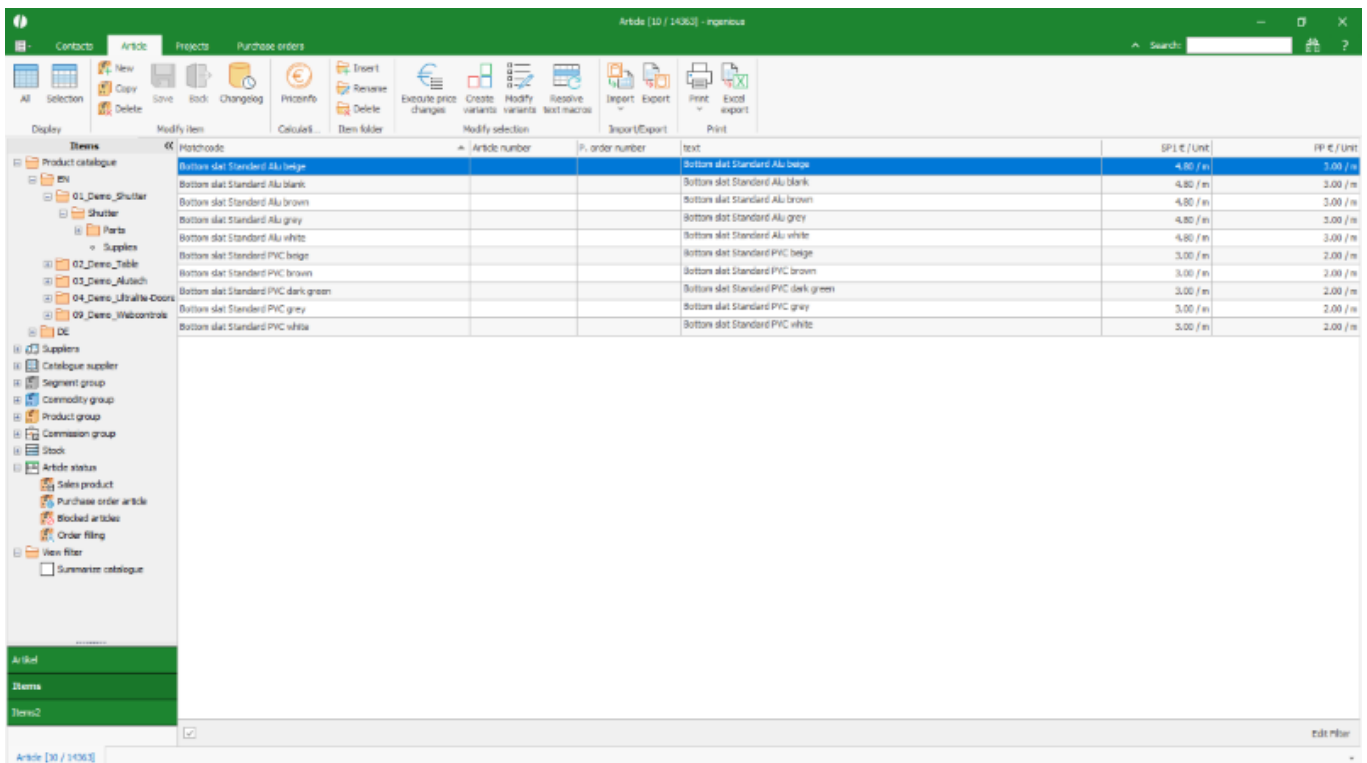 Article [10 / 14363] - ingenious
Contacts Article Projects Purchase orders Search: ?
All Selection New Copy Delete Save Back Changelog Priceinfo Insert Rename Delete Execute price changes Create variants Modify variants Resolve text macros Import Export Print Excel export
Display Modify item Calculati... Item folder Modify selection Import/Export Print
Items
Product catalogue
EN
01_Demo_Shutter
Shutter
Parts
Supplies
02_Demo_Table
03_Demo_Alutech
04_Demo_Ultralite-Doors
09_Demo_Webcontrols
DE
Suppliers
Catalogue supplier
Segment group
Commodity group
Product group
Commission group
Stock
Article status
Sales product
Purchase order article
Blocked articles
Order filing
View filter
Summarize catalogue
Artikel
Items
Items2
Matchcode Article number P. order number text SP1 € / Unit PP € / Unit
Bottom slat Standard Alu beige Bottom slat Standard Alu beige 4.80 / m 3.00 / m
Bottom slat Standard Alu blank Bottom slat Standard Alu blank 4.80 / m 3.00 / m
Bottom slat Standard Alu brown Bottom slat Standard Alu brown 4.80 / m 3.00 / m
Bottom slat Standard Alu grey Bottom slat Standard Alu grey 4.80 / m 3.00 / m
Bottom slat Standard Alu white Bottom slat Standard Alu white 4.80 / m 3.00 / m
Bottom slat Standard PVC beige Bottom slat Standard PVC beige 3.00 / m 2.00 / m
Bottom slat Standard PVC brown Bottom slat Standard PVC brown 3.00 / m 2.00 / m
Bottom slat Standard PVC dark green Bottom slat Standard PVC dark green 3.00 / m 2.00 / m
Bottom slat Standard PVC grey Bottom slat Standard PVC grey 3.00 / m 2.00 / m
Bottom slat Standard PVC white Bottom slat Standard PVC white 3.00 / m 2.00 / m
Edit Filter
Article [10 / 14363]